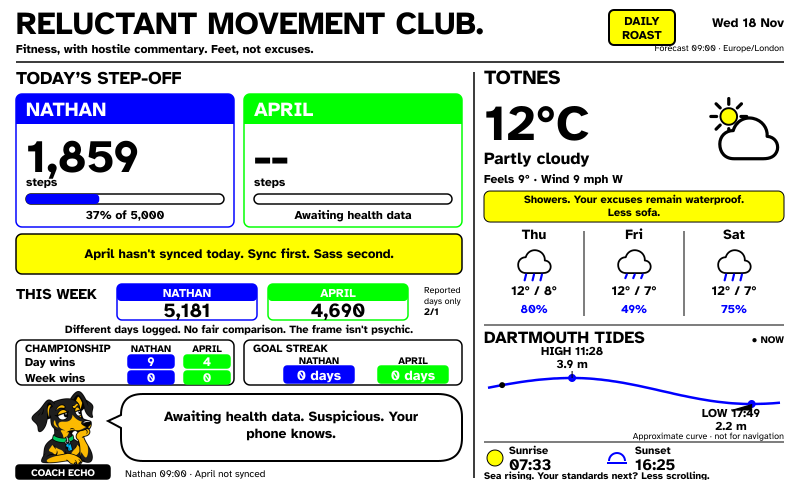 RELUCTANT MOVEMENT CLUB.
Fitness, with hostile commentary. Feet, not excuses.
DAILY
ROAST
Wed 18 Nov
Forecast 09:00 · Europe/London
TODAY'S STEP-OFF
NATHAN
1,859
steps
37% of 5,000
APRIL
--
steps
Awaiting health data
April hasn't synced today. Sync first. Sass second.
THIS WEEK
NATHAN
5,181
APRIL
4,690
Reported
days only
2/1
Different days logged. No fair comparison. The frame isn't psychic.
CHAMPIONSHIP NATHAN APRIL
Day wins 9 4
Week wins 0 0
GOAL STREAK
NATHAN APRIL
0 days 0 days
Awaiting health data. Suspicious. Your
phone knows.
COACH ECHO
Nathan 09:00 · April not synced
TOTNES
12°C
Partly cloudy
Feels 9° · Wind 9 mph W
Showers. Your excuses remain waterproof.
Less sofa.
Thu Fri Sat
12° / 8° 12° / 7° 12° / 7°
80% 49% 75%
DARTMOUTH TIDES
● NOW
HIGH 11:28
3.9 m
LOW 17:49
2.2 m
Approximate curve · not for navigation
Sunrise
07:33
Sunset
16:25
Sea rising. Your standards next? Less scrolling.